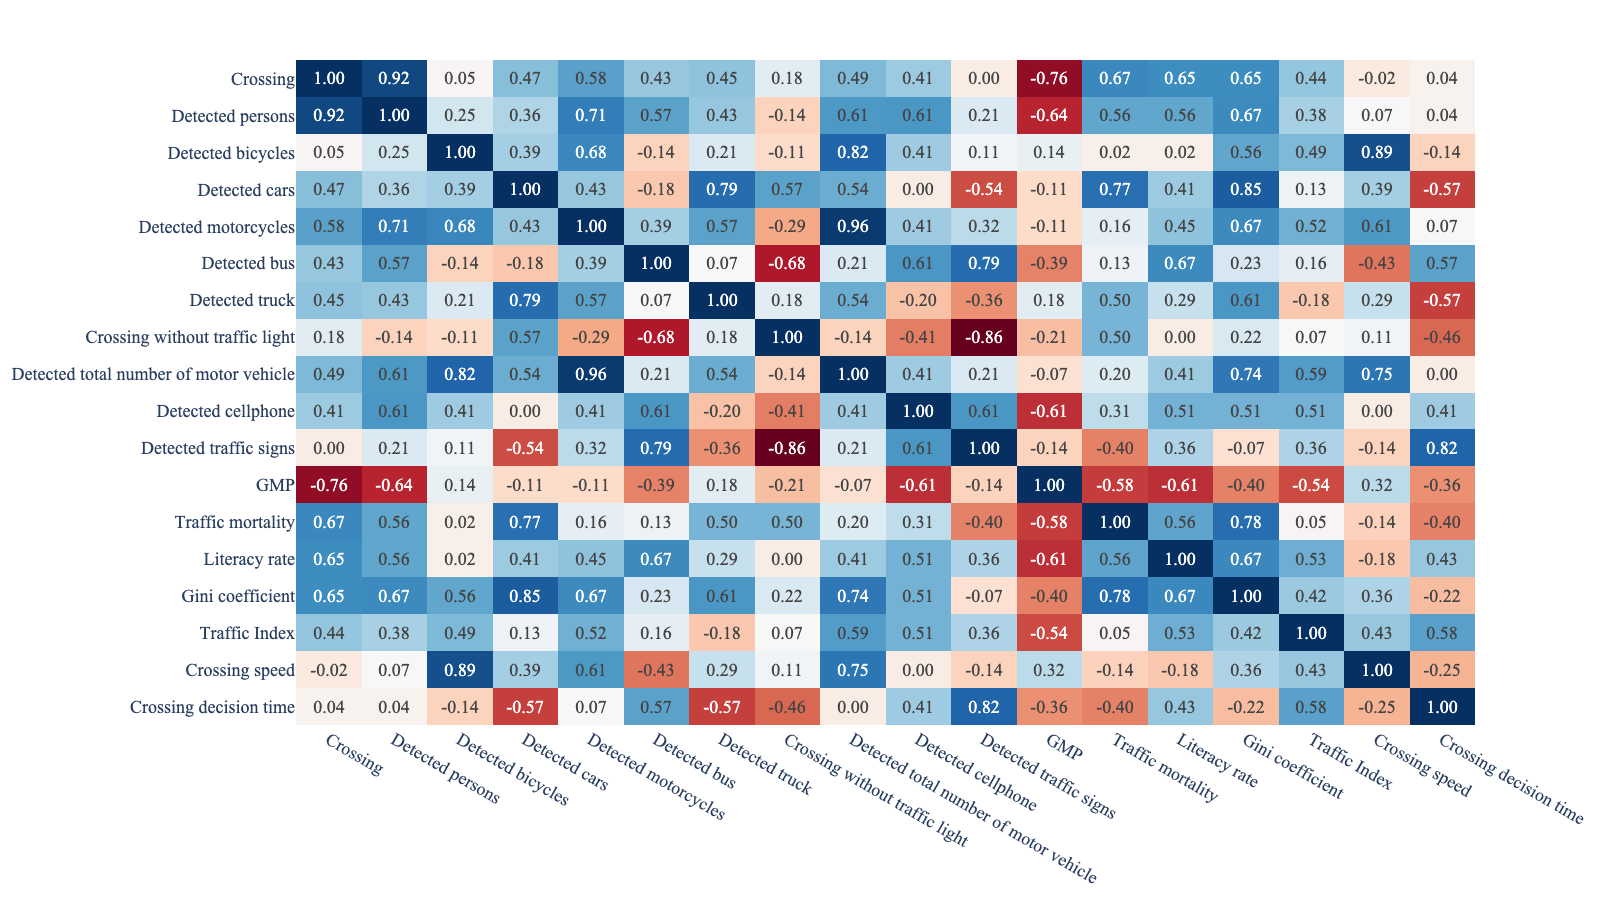 Crossing 1.00 0.92 0.05 0.47 0.58 0.43 0.45 0.18 0.49 0.41 0.00 -0.76 0.67 0.65 0.65 0.44 -0.02 0.04
Detected persons 0.92 1.00 0.25 0.36 0.71 0.57 0.43 -0.14 0.61 0.61 0.21 -0.64 0.56 0.56 0.67 0.38 0.07 0.04
Detected bicycles 0.05 0.25 1.00 0.39 0.68 -0.14 0.21 -0.11 0.82 0.41 0.11 0.14 0.02 0.02 0.56 0.49 0.89 -0.14
Detected cars 0.47 0.36 0.39 1.00 0.43 -0.18 0.79 0.57 0.54 0.00 -0.54 -0.11 0.77 0.41 0.85 0.13 0.39 -0.57
Detected motorcycles 0.58 0.71 0.68 0.43 1.00 0.39 0.57 -0.29 0.96 0.41 0.32 -0.11 0.16 0.45 0.67 0.52 0.61 0.07
Detected bus 0.43 0.57 -0.14 -0.18 0.39 1.00 0.07 -0.68 0.21 0.61 0.79 -0.39 0.13 0.67 0.23 0.16 -0.43 0.57
Detected truck 0.45 0.43 0.21 0.79 0.57 0.07 1.00 0.18 0.54 -0.20 -0.36 0.18 0.50 0.29 0.61 -0.18 0.29 -0.57
Crossing without traffic light 0.18 -0.14 -0.11 0.57 -0.29 -0.68 0.18 1.00 -0.14 -0.41 -0.86 -0.21 0.50 0.00 0.22 0.07 0.11 -0.46
Detected total number of motor vehicle 0.49 0.61 0.82 0.54 0.96 0.21 0.54 -0.14 1.00 0.41 0.21 -0.07 0.20 0.41 0.74 0.59 0.75 0.00
Detected cellphone 0.41 0.61 0.41 0.00 0.41 0.61 -0.20 -0.41 0.41 1.00 0.61 -0.61 0.31 0.51 0.51 0.51 0.00 0.41
Detected traffic signs 0.00 0.21 0.11 -0.54 0.32 0.79 -0.36 -0.86 0.21 0.61 1.00 -0.14 -0.40 0.36 -0.07 0.36 -0.14 0.82
GMP -0.76 -0.64 0.14 -0.11 -0.11 -0.39 0.18 -0.21 -0.07 -0.61 -0.14 1.00 -0.58 -0.61 -0.40 -0.54 0.32 -0.36
Traffic mortality 0.67 0.56 0.02 0.77 0.16 0.13 0.50 0.50 0.20 0.31 -0.40 -0.58 1.00 0.56 0.78 0.05 -0.14 -0.40
Literacy rate 0.65 0.56 0.02 0.41 0.45 0.67 0.29 0.00 0.41 0.51 0.36 -0.61 0.56 1.00 0.67 0.53 -0.18 0.43
Gini coefficient 0.65 0.67 0.56 0.85 0.67 0.23 0.61 0.22 0.74 0.51 -0.07 -0.40 0.78 0.67 1.00 0.42 0.36 -0.22
Traffic Index 0.44 0.38 0.49 0.13 0.52 0.16 -0.18 0.07 0.59 0.51 0.36 -0.54 0.05 0.53 0.42 1.00 0.43 0.58
Crossing speed -0.02 0.07 0.89 0.39 0.61 -0.43 0.29 0.11 0.75 0.00 -0.14 0.32 -0.14 -0.18 0.36 0.43 1.00 -0.25
Crossing decision time 0.04 0.04 -0.14 -0.57 0.07 0.57 -0.57 -0.46 0.00 0.41 0.82 -0.36 -0.40 0.43 -0.22 0.58 -0.25 1.00
Crossing
Detected persons
Detected bicycles
Detected cars
Detected motorcycles
Detected bus
Detected truck
Crossing without traffic light
Detected total number of motor vehicle
Detected cellphone
Detected traffic signs
GMP
Traffic mortality
Literacy rate
Gini coefficient
Traffic Index
Crossing speed
Crossing decision time